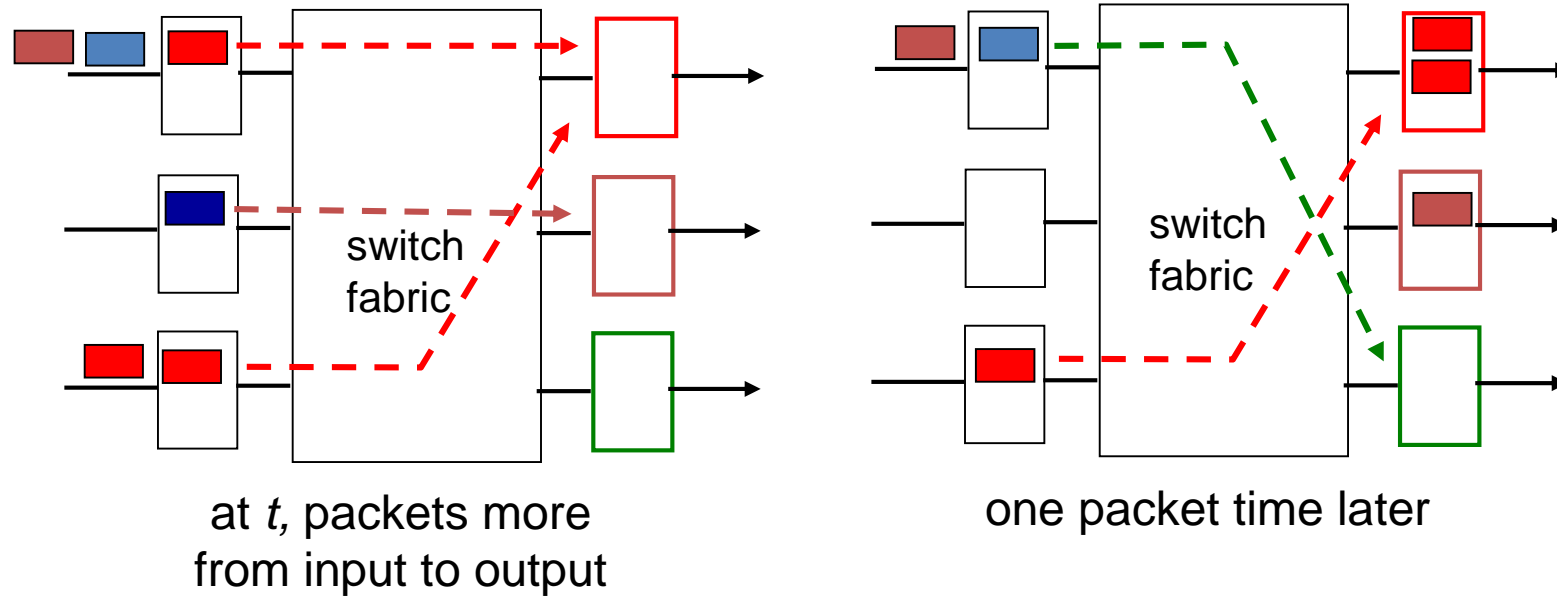 switch
fabric
at t, packets more
from input to output
switch
fabric
one packet time later